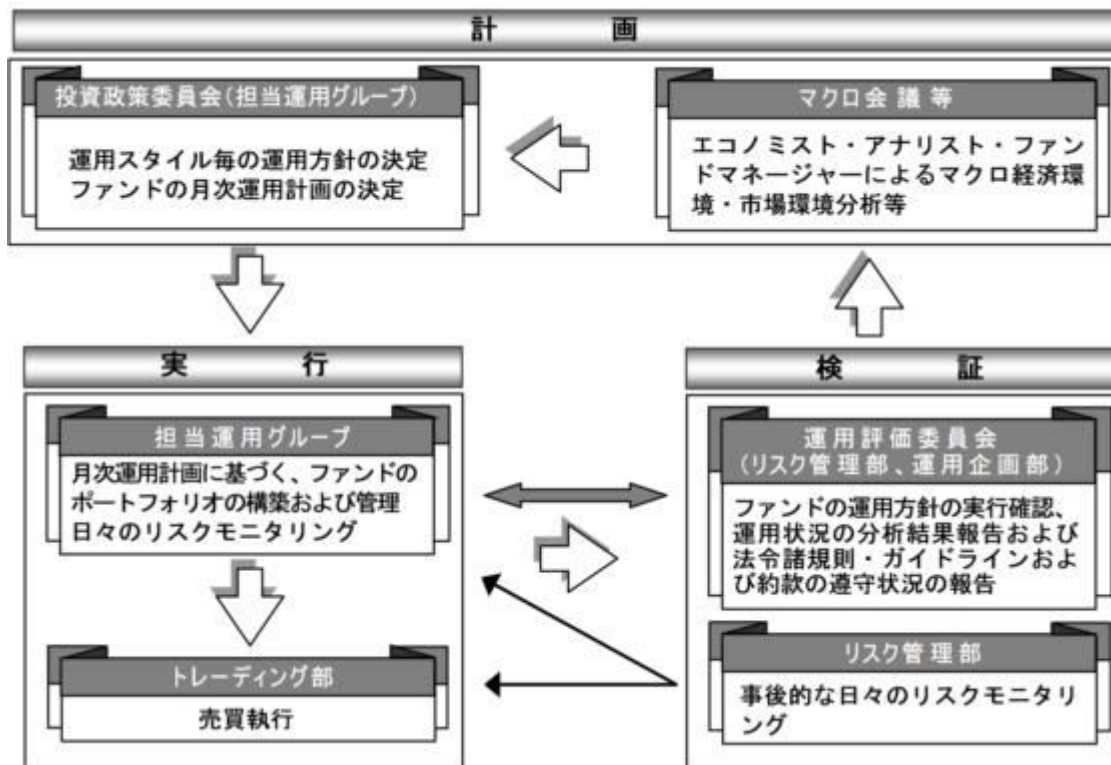 計 画
投資政策委員会(担当運用グループ)
運用スタイル毎の運用方針の決定
ファンドの月次運用計画の決定
マクロ会議等
エコノミスト・アナリスト・ファン
ドマネージャーによるマクロ経済環
境・市場環境分析等
実 行
担当運用グループ
月次運用計画に基づく、ファンドの
ポートフォリオの構築および管理
日々のリスクモニタリング
トレーディング部
売買執行
検 証
運用評価委員会
(リスク管理部、運用企画部)
ファンドの運用方針の実行確認、
運用状況の分析結果報告および
法令諸規則・ガイドラインおよ
び約款の遵守状況の報告
リスク管理部
事後的な日々のリスクモニタリ
ング